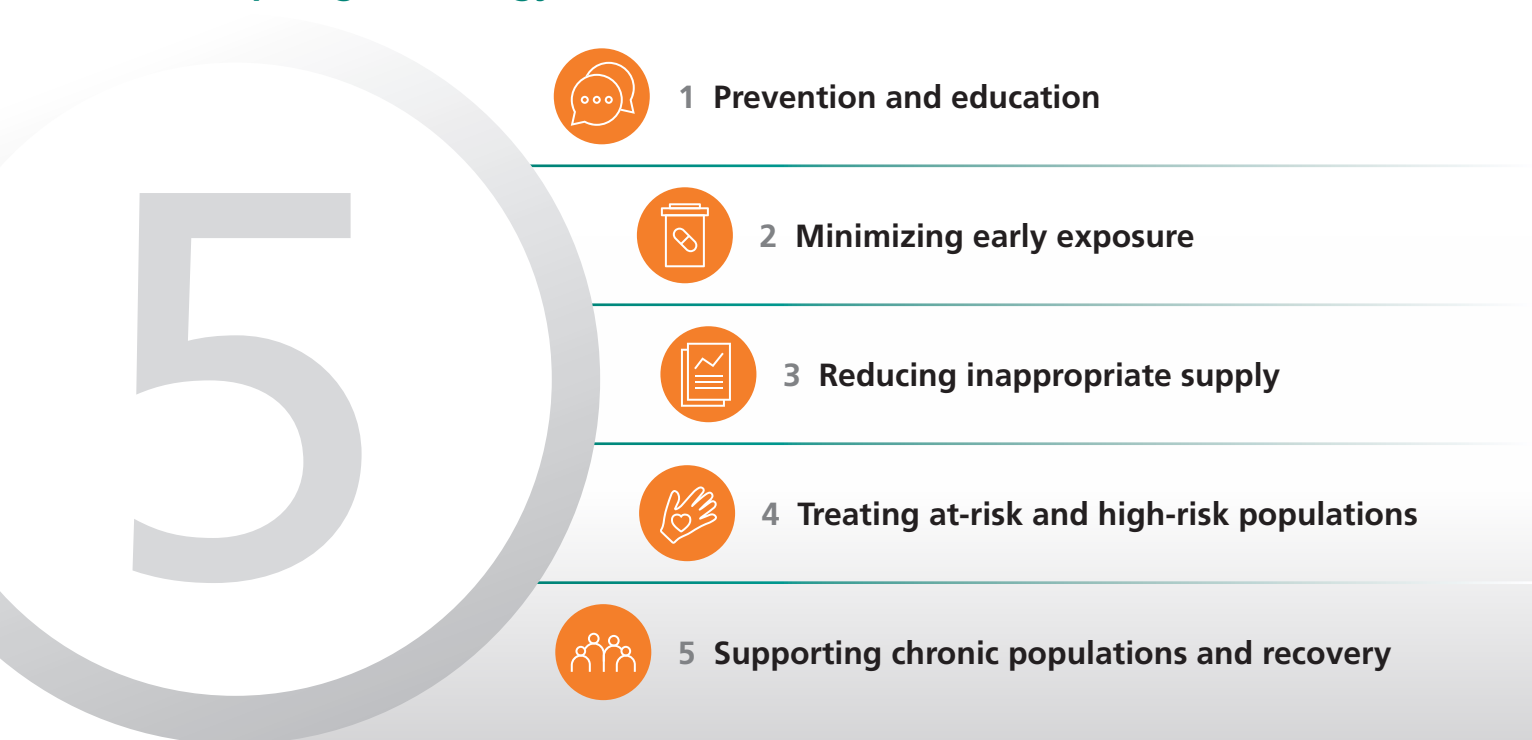 5
1 Prevention and education
2 Minimizing early exposure
3 Reducing inappropriate supply
4 Treating at-risk and high-risk populations
5 Supporting chronic populations and recovery